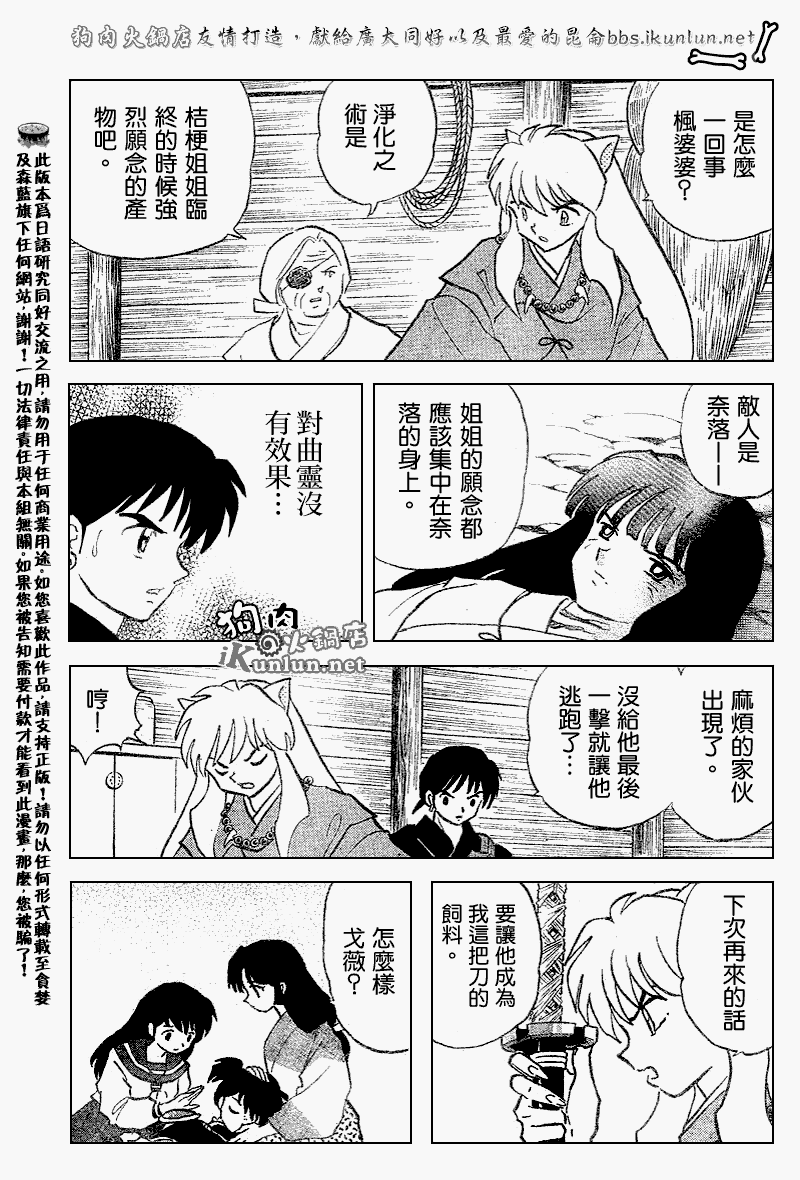 狗肉火鍋店友情打造，獻給廣大同好以及最愛的昆侖bbs.ikunlun.net
是怎麼
一回事
楓婆婆？
淨化之
術是
桔梗姐姐臨
終的時候強
烈願念的產
物吧。
敵人是
奈落——
姐姐的願念都
應該集中在奈
落的身上。
對曲靈沒
有效果…
狗肉
火鍋店
iKunlun.net
麻煩的家伙
出現了。
沒給他最後
一擊就讓他
逃跑了…
哼！
下次再來的話
要讓他成為
我這把刀的
飼料。
怎麼樣
戈薇？
此版本爲日語研究同好交流之用，請勿用于任何商業用途。如您喜歡此作品，請支持正版！請勿以任何形式轉載至貪婪
及森藍旗下任何網站，謝謝！一切法律責任與本組無關。如果您被告知需要付款才能看到此漫畫，那麼，您被騙了！